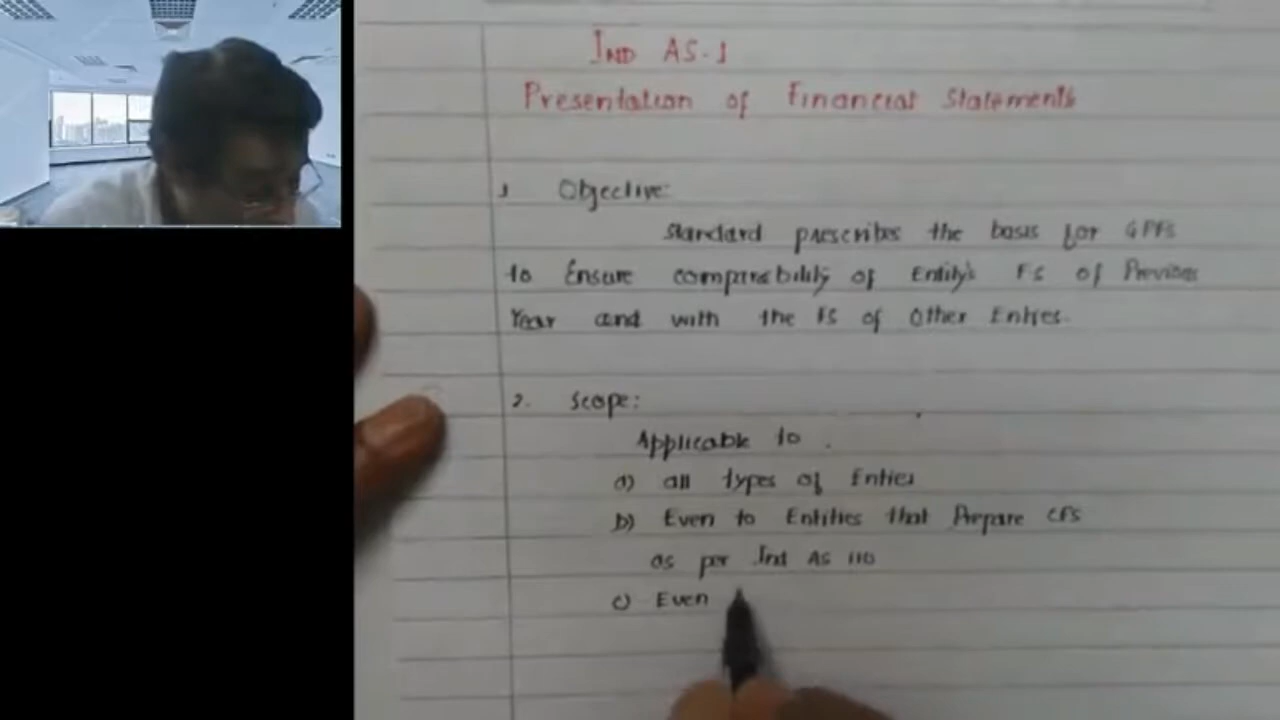 IND AS-1
Presentation of Financial Statements
1 Objective:
Standard prescribes the basis for GPFS
to Ensure comparability of Entity's FS of Previous
Year and with the FS of Other Entires.
2. Scope:
Applicable to .
a) all types of Enties
b) Even to Entities that Prepare CFS
as per Ind AS 110
c) Even